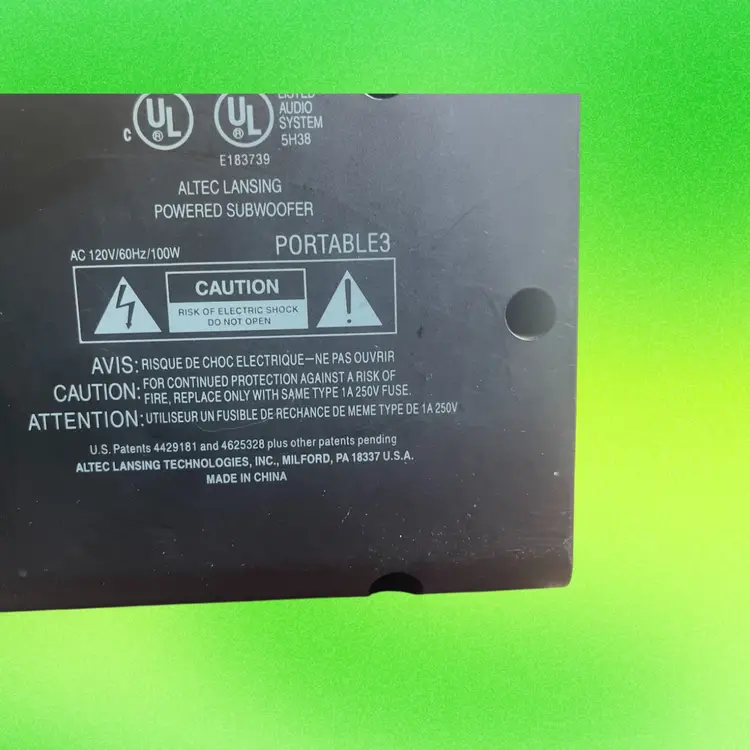 c UL ® UL ® LISTED
AUDIO
SYSTEM
5H38
E183739
ALTEC LANSING
POWERED SUBWOOFER
AC 120V/60Hz/100W PORTABLE3
CAUTION
RISK OF ELECTRIC SHOCK
DO NOT OPEN
AVIS: RISQUE DE CHOC ELECTRIQUE—NE PAS OUVRIR
CAUTION: FOR CONTINUED PROTECTION AGAINST A RISK OF
FIRE, REPLACE ONLY WITH SAME TYPE 1A 250V FUSE.
ATTENTION: UTILISEUR UN FUSIBLE DE RECHANCE DE MEME TYPE DE 1A 250V
U.S. Patents 4429181 and 4625328 plus other patents pending
ALTEC LANSING TECHNOLOGIES, INC., MILFORD, PA 18337 U.S.A.
MADE IN CHINA